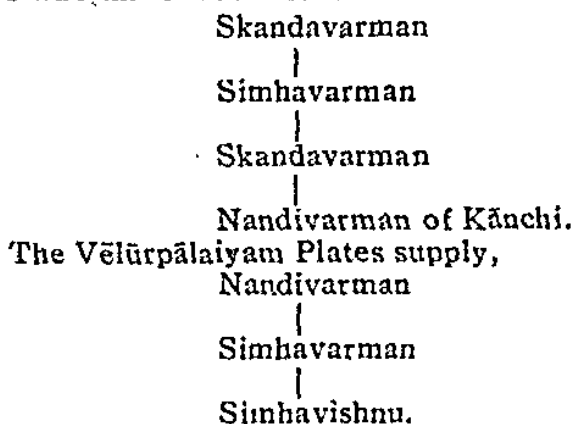 Skandavarman
|
Simhavarman
|
Skandavarman
|
Nandivarman of Kānchi.
The Vēlūrpālaiyam Plates supply,
Nandivarman
|
Simhavarman
|
Simhavishnu.